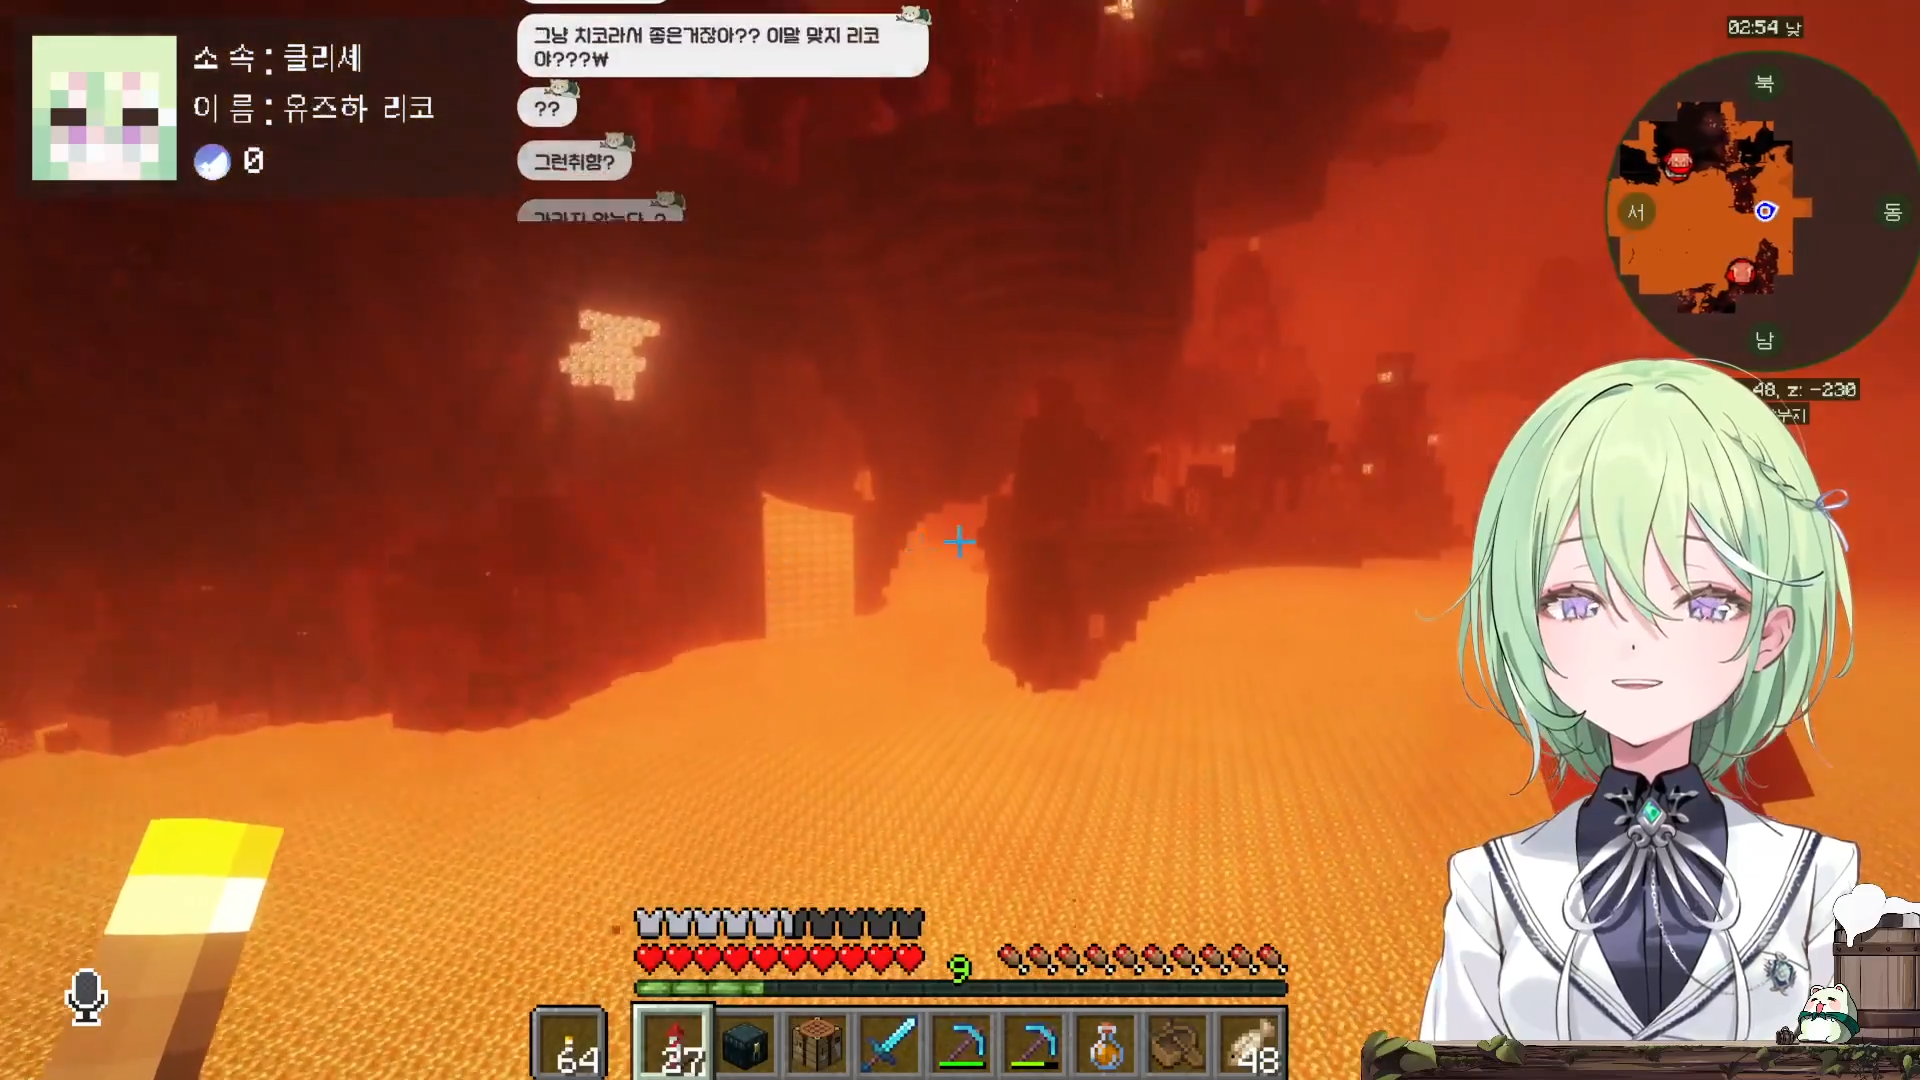 소 속 : 클리셰
이 름 : 유즈하 리코
0
그냥 치코라서 좋은거잖아?? 이말 맞지 리코
야???₩
??
그런취향?
02:54 낮
북
서
동
남
48, z: -230
9
64
27
48